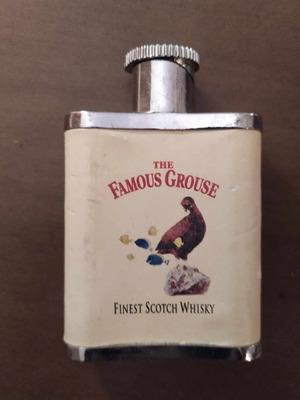 THE
FAMOUS GROUSE
FINEST SCOTCH WHISKY